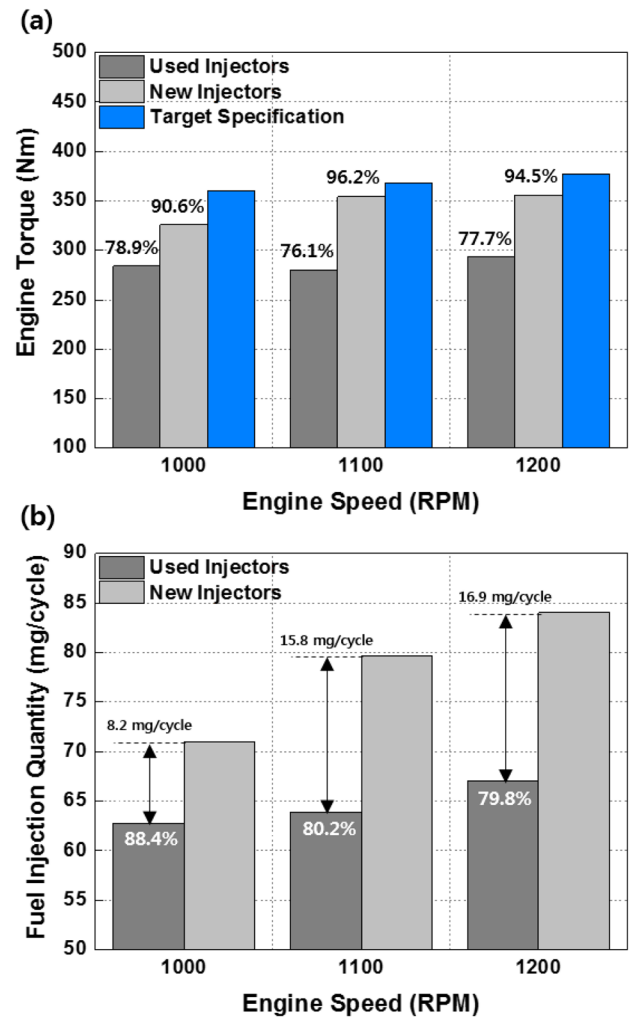 (a)
500
450
400
350
300
250
200
150
100
Engine Torque (Nm)
Used Injectors
New Injectors
Target Specification
78.9%
90.6%
76.1%
96.2%
77.7%
94.5%
1000
1100
1200
Engine Speed (RPM)
(b)
90
85
80
75
70
65
60
55
50
Fuel Injection Quantity (mg/cycle)
Used Injectors
New Injectors
8.2 mg/cycle
15.8 mg/cycle
16.9 mg/cycle
88.4%
80.2%
79.8%
1000
1100
1200
Engine Speed (RPM)